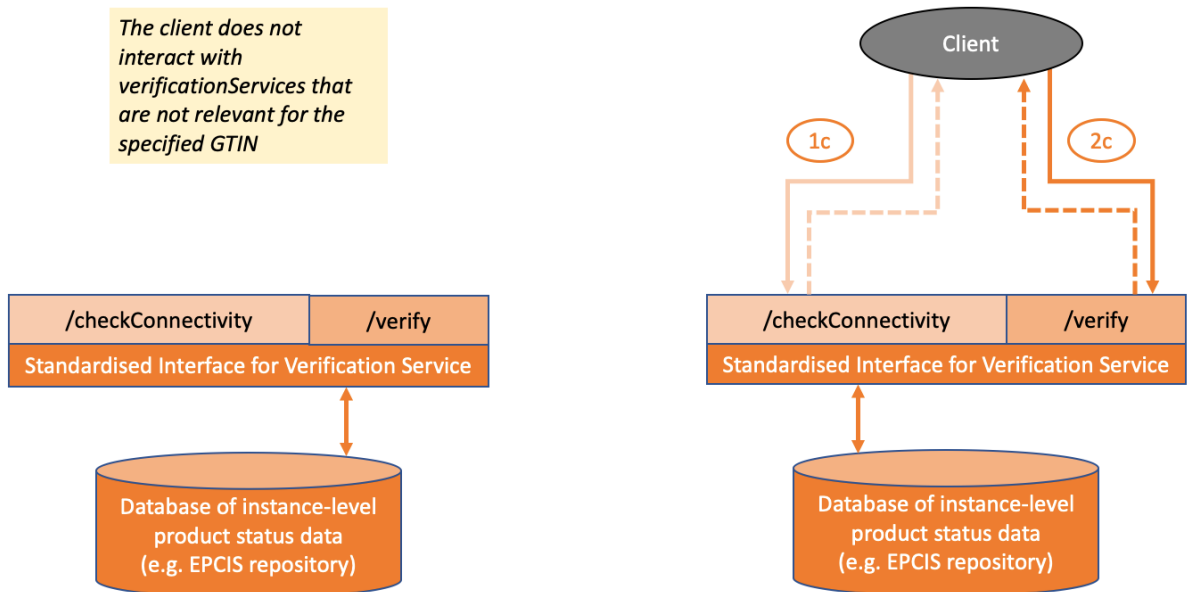 The client does not
interact with
verificationServices that
are not relevant for the
specified GTIN
Client
1c
2c
/checkConnectivity
/verify
Standardised Interface for Verification Service
Database of instance-level
product status data
(e.g. EPCIS repository)
/checkConnectivity
/verify
Standardised Interface for Verification Service
Database of instance-level
product status data
(e.g. EPCIS repository)